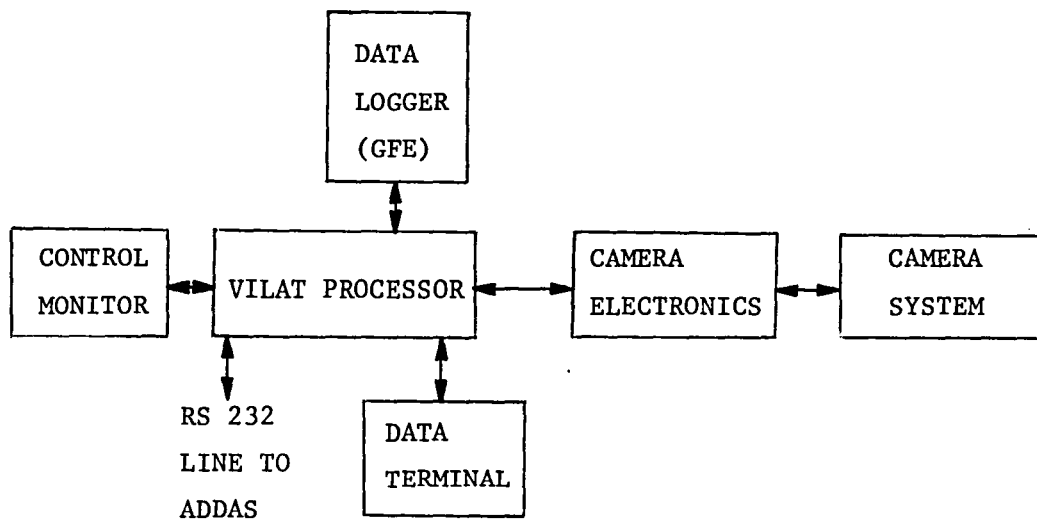 DATA
LOGGER
(GFE)
CONTROL
MONITOR
VILAT PROCESSOR
CAMERA
ELECTRONICS
CAMERA
SYSTEM
RS 232
LINE TO
ADDAS
DATA
TERMINAL